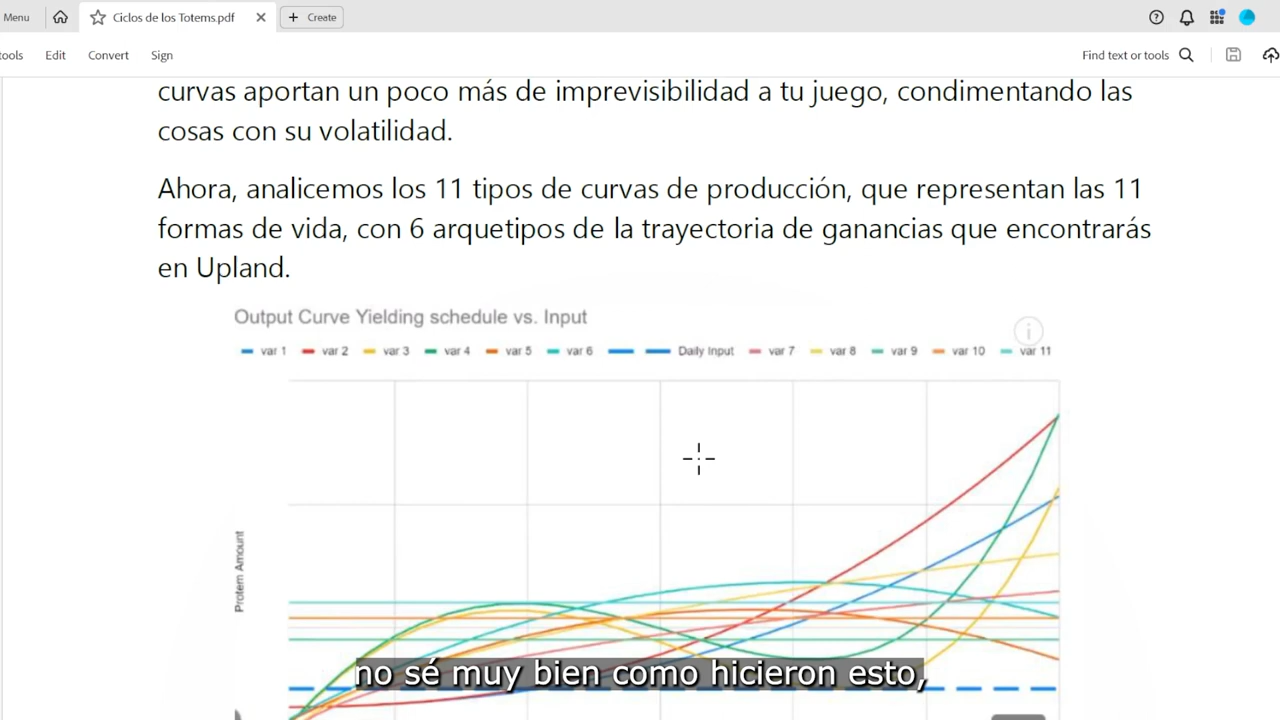 Menu
Ciclos de los Totems.pdf
Create
ools
Edit
Convert
Sign
Find text or tools
curvas aportan un poco más de imprevisibilidad a tu juego, condimentando las
cosas con su volatilidad.
Ahora, analicemos los 11 tipos de curvas de producción, que representan las 11
formas de vida, con 6 arquetipos de la trayectoria de ganancias que encontrarás
en Upland.
Output Curve Yielding schedule vs. Input
var 1 var 2 var 3 var 4 var 5 var 6 Daily Input var 7 var 8 var 9 var 10 var 11
Protem Amount
no sé muy bien como hicieron esto,